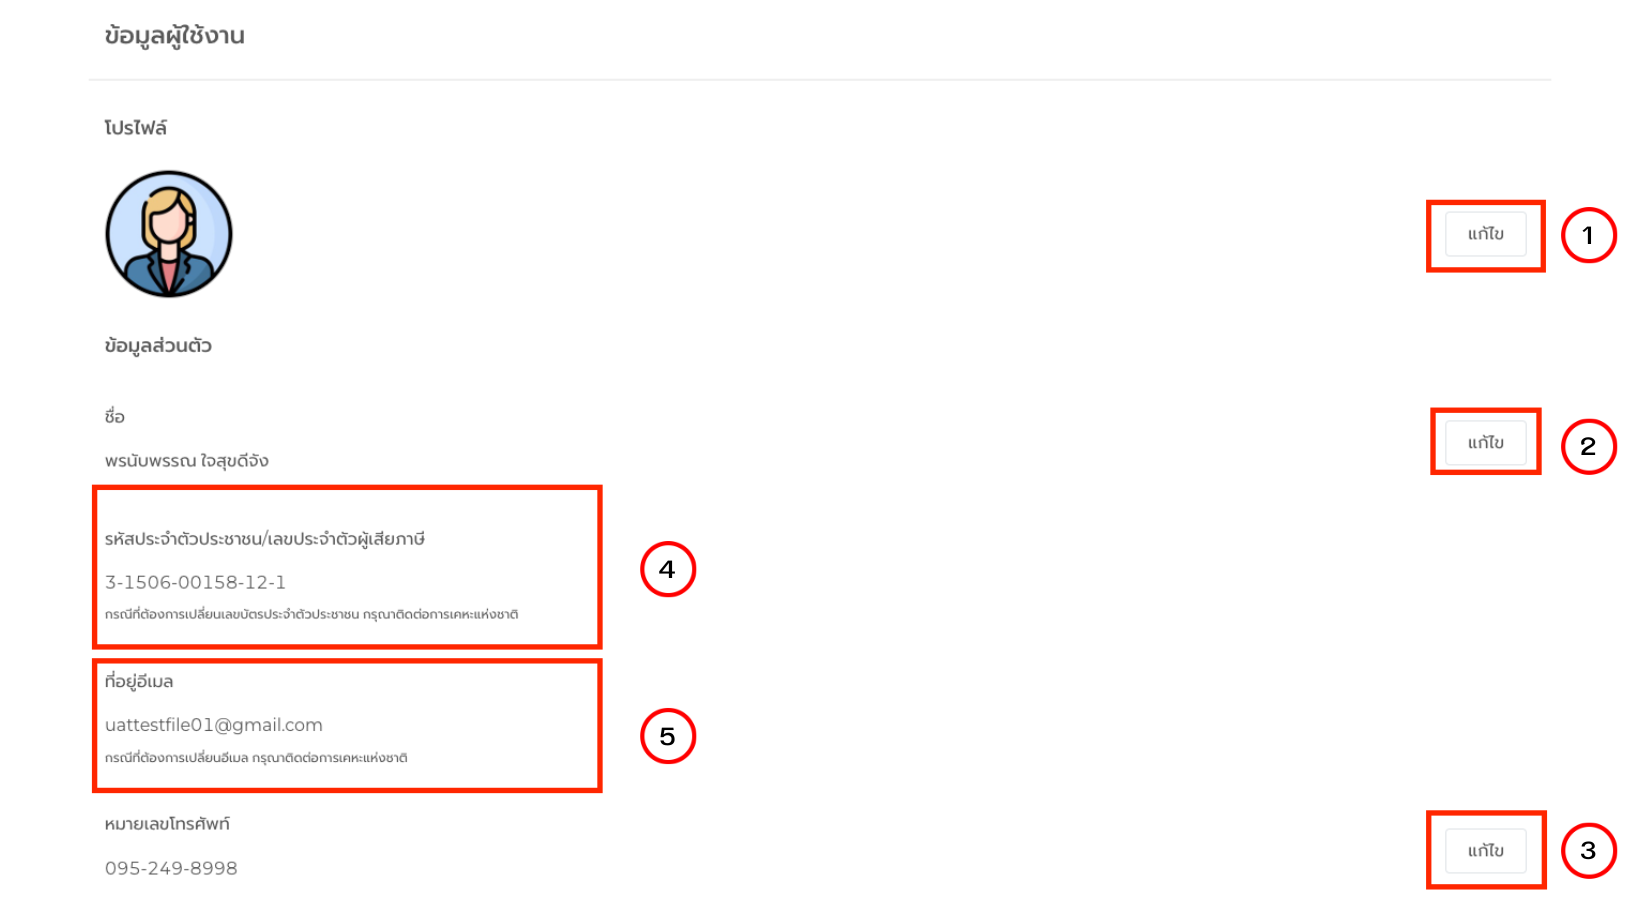 ข้อมูลผู้ใช้งาน
โปรไฟล์
แก้ไข
1
ข้อมูลส่วนตัว
ชื่อ
แก้ไข
2
พรนับพรรณ ใจสุขดีจัง
รหัสประจำตัวประชาชน/เลขประจำตัวผู้เสียภาษี
4
3-1506-00158-12-1
กรณีที่ต้องการเปลี่ยนเลขบัตรประจำตัวประชาชน กรุณาติดต่อการเคหะแห่งชาติ
ที่อยู่อีเมล
uattestfile01@gmail.com
5
กรณีที่ต้องการเปลี่ยนอีเมล กรุณาติดต่อการเคหะแห่งชาติ
หมายเลขโทรศัพท์
แก้ไข
3
095-249-8998